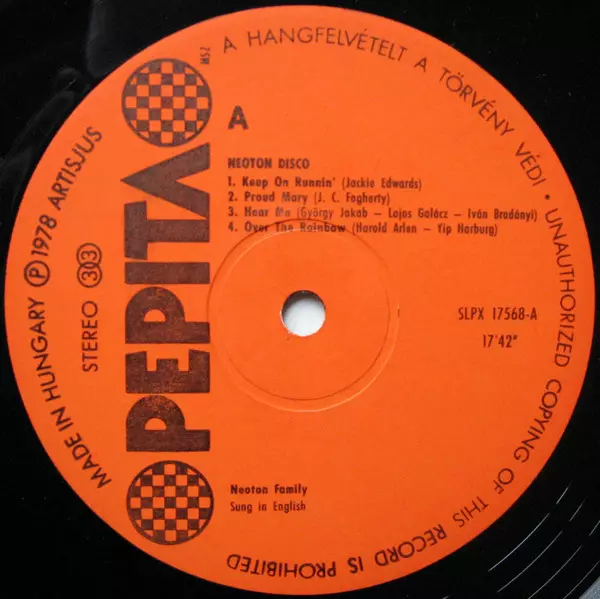 MADE IN HUNGARY Ⓟ 1978 ARTISJUS
STEREO 33
PEPITA
MSZ
A HANGFELVÉTELT A TÖRVÉNY VÉDI • UNAUTHORIZED COPYING OF THIS RECORD IS PROHIBITED
A
NEOTON DISCO
1. Keep On Runnin' (Jackie Edwards)
2. Proud Mary (J. C. Fogherty)
3. Hear Me (György Jakab – Lajos Galácz – Iván Bradányi)
4. Over The Rainbow (Harold Arlen – Yip Harburg)
SLPX 17568-A
17'42"
Neoton Family
Sung in English